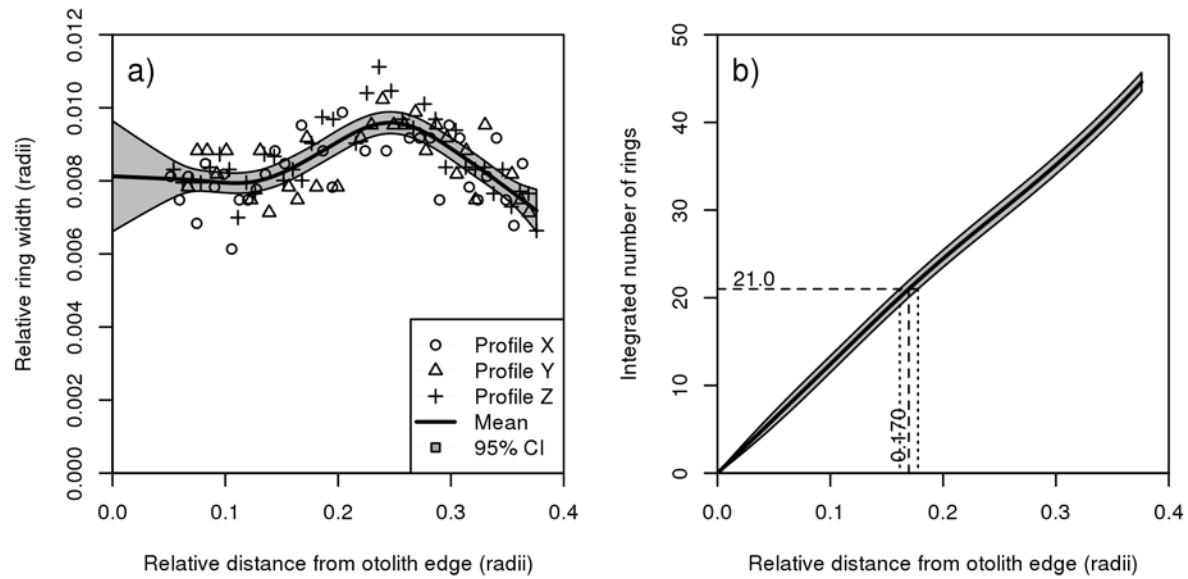 a)
Relative ring width (radii)
0.000
0.002
0.004
0.006
0.008
0.010
0.012
Profile X
Profile Y
Profile Z
Mean
95% CI
0.0 0.1 0.2 0.3 0.4
Relative distance from otolith edge (radii)
b)
Integrated number of rings
0
10
20
30
40
50
21.0
0.170
0.0 0.1 0.2 0.3 0.4
Relative distance from otolith edge (radii)